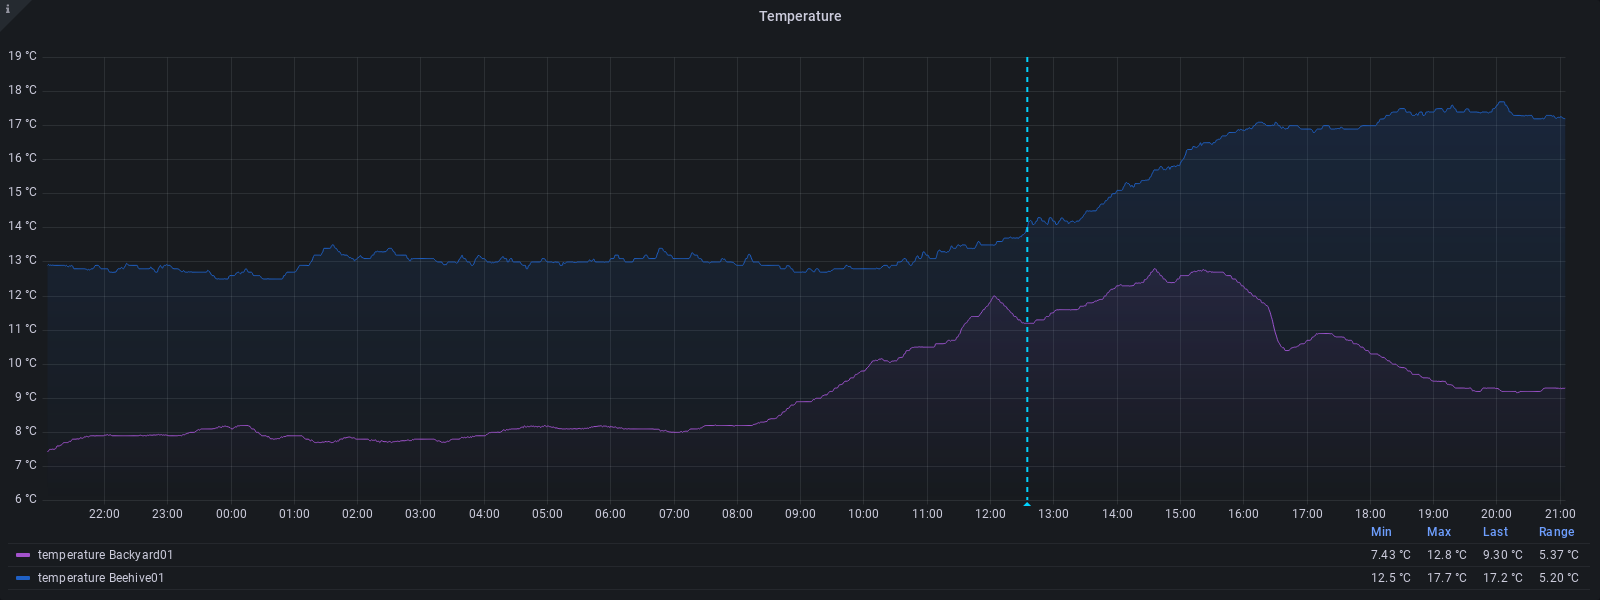 i
Temperature
19 °C
18 °C
17 °C
16 °C
15 °C
14 °C
13 °C
12 °C
11 °C
10 °C
9 °C
8 °C
7 °C
6 °C
22:00 23:00 00:00 01:00 02:00 03:00 04:00 05:00 06:00 07:00 08:00 09:00 10:00 11:00 12:00 13:00 14:00 15:00 16:00 17:00 18:00 19:00 20:00 21:00
Min Max Last Range
temperature Backyard01 7.43 °C 12.8 °C 9.30 °C 5.37 °C
temperature Beehive01 12.5 °C 17.7 °C 17.2 °C 5.20 °C